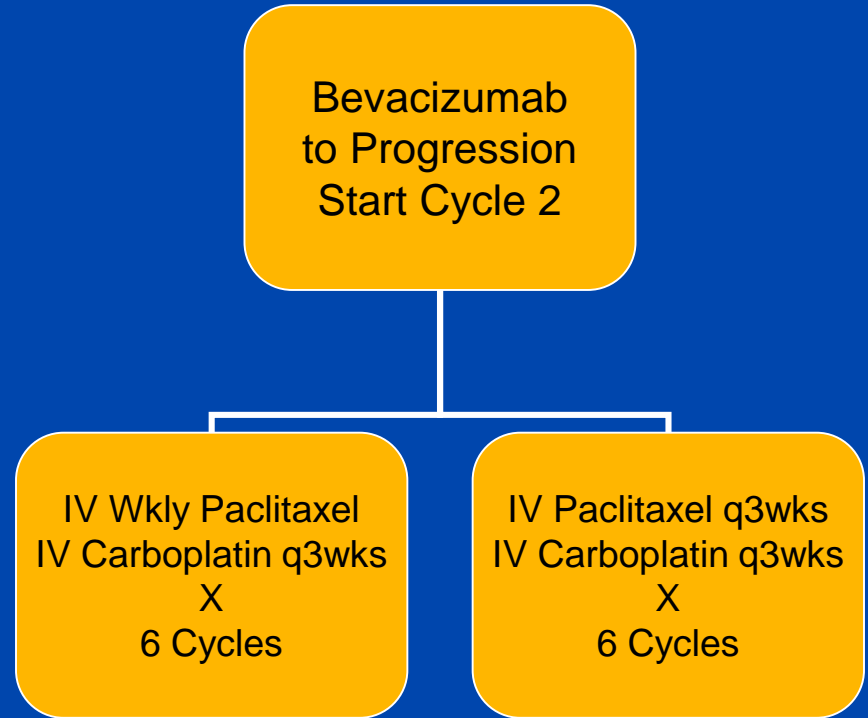 Bevacizumab
to Progression
Start Cycle 2
IV Wkly Paclitaxel
IV Carboplatin q3wks
X
6 Cycles
IV Paclitaxel q3wks
IV Carboplatin q3wks
X
6 Cycles